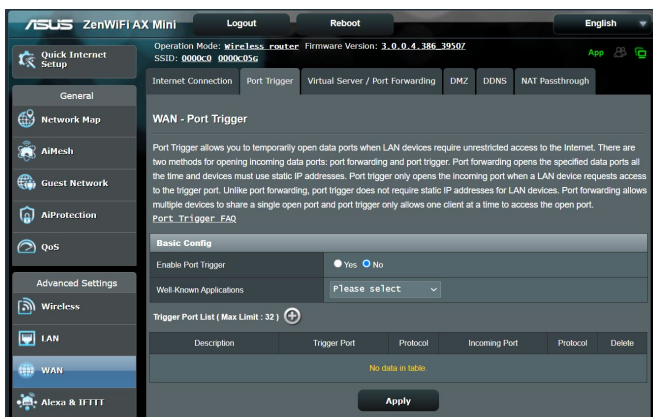 ASUS ZenWiFi AX Mini Logout Reboot English
Operation Mode: Wireless router Firmware Version: 3.0.0.4.386_39507
SSID: 0000c0 0000c05G
App
Quick Internet
Setup
General
Network Map
AiMesh
Guest Network
AiProtection
QoS
Advanced Settings
Wireless
LAN
WAN
Alexa & IFTTT
Internet Connection Port Trigger Virtual Server / Port Forwarding DMZ DDNS NAT Passthrough
WAN - Port Trigger
Port Trigger allows you to temporarily open data ports when LAN devices require unrestricted access to the Internet. There are
two methods for opening incoming data ports: port forwarding and port trigger. Port forwarding opens the specified data ports all
the time and devices must use static IP addresses. Port trigger only opens the incoming port when a LAN device requests access
to the trigger port. Unlike port forwarding, port trigger does not require static IP addresses for LAN devices. Port forwarding allows
multiple devices to share a single open port and port trigger only allows one client at a time to access the open port.
Port Trigger FAQ
Basic Config
Enable Port Trigger Yes No
Well-Known Applications Please select
Trigger Port List ( Max Limit : 32 )
Description Trigger Port Protocol Incoming Port Protocol Delete
No data in table.
Apply